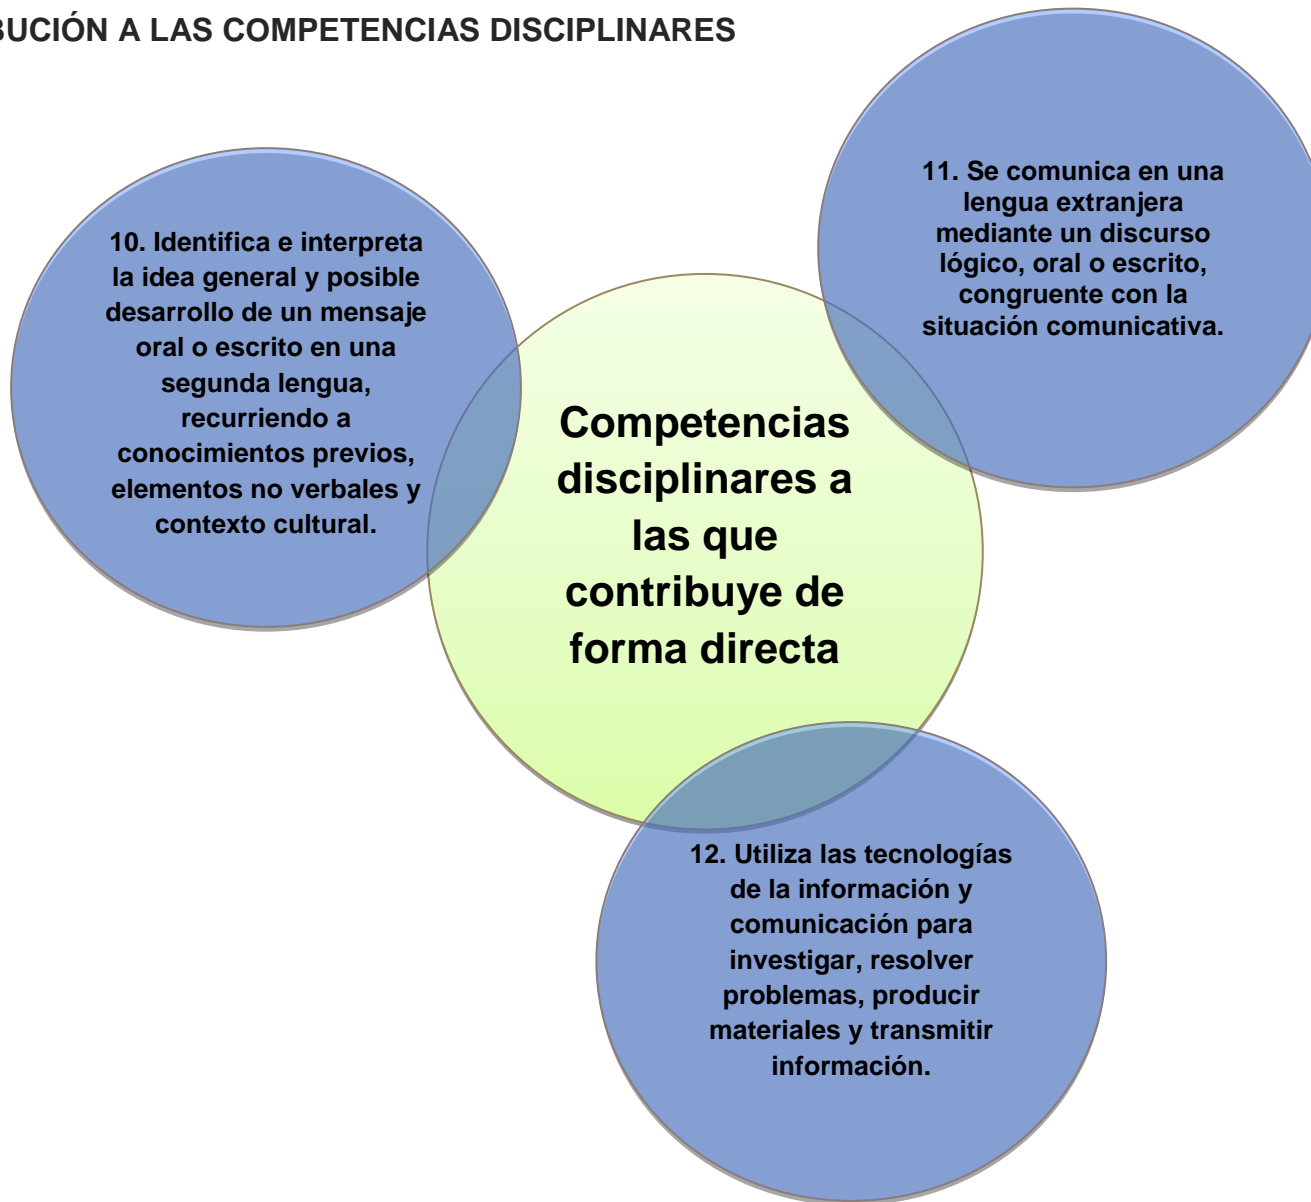 BUCIÓN A LAS COMPETENCIAS DISCIPLINARES
10. Identifica e interpreta
la idea general y posible
desarrollo de un mensaje
oral o escrito en una
segunda lengua,
recurriendo a
conocimientos previos,
elementos no verbales y
contexto cultural.
11. Se comunica en una
lengua extranjera
mediante un discurso
lógico, oral o escrito,
congruente con la
situación comunicativa.
Competencias
disciplinares a
las que
contribuye de
forma directa
12. Utiliza las tecnologías
de la información y
comunicación para
investigar, resolver
problemas, producir
materiales y transmitir
información.